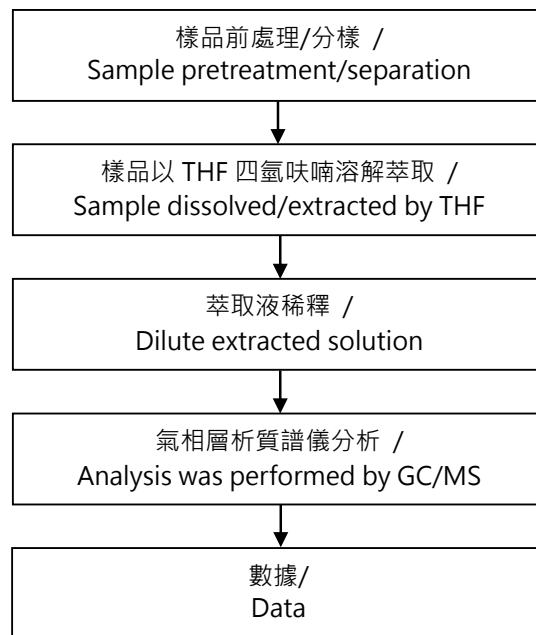 樣品前處理/分樣 /
Sample pretreatment/separation
樣品以 THF 四氫呋喃溶解萃取 /
Sample dissolved/extracted by THF
萃取液稀釋 /
Dilute extracted solution
氣相層析質譜儀分析 /
Analysis was performed by GC/MS
數據/
Data